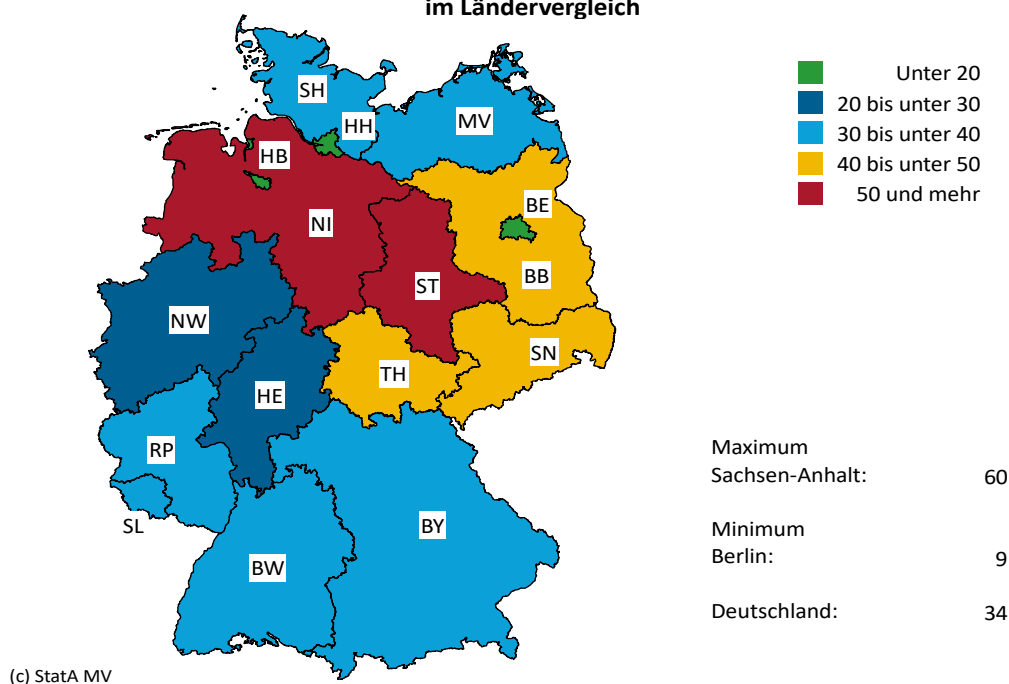 im Ländervergleich
SH
HH
MV
HB
BE
NI
ST
BB
NW
SN
TH
HE
RP
SL
BY
BW
Unter 20
20 bis unter 30
30 bis unter 40
40 bis unter 50
50 und mehr
Maximum
Sachsen-Anhalt: 60
Minimum
Berlin: 9
Deutschland: 34
(c) StatA MV